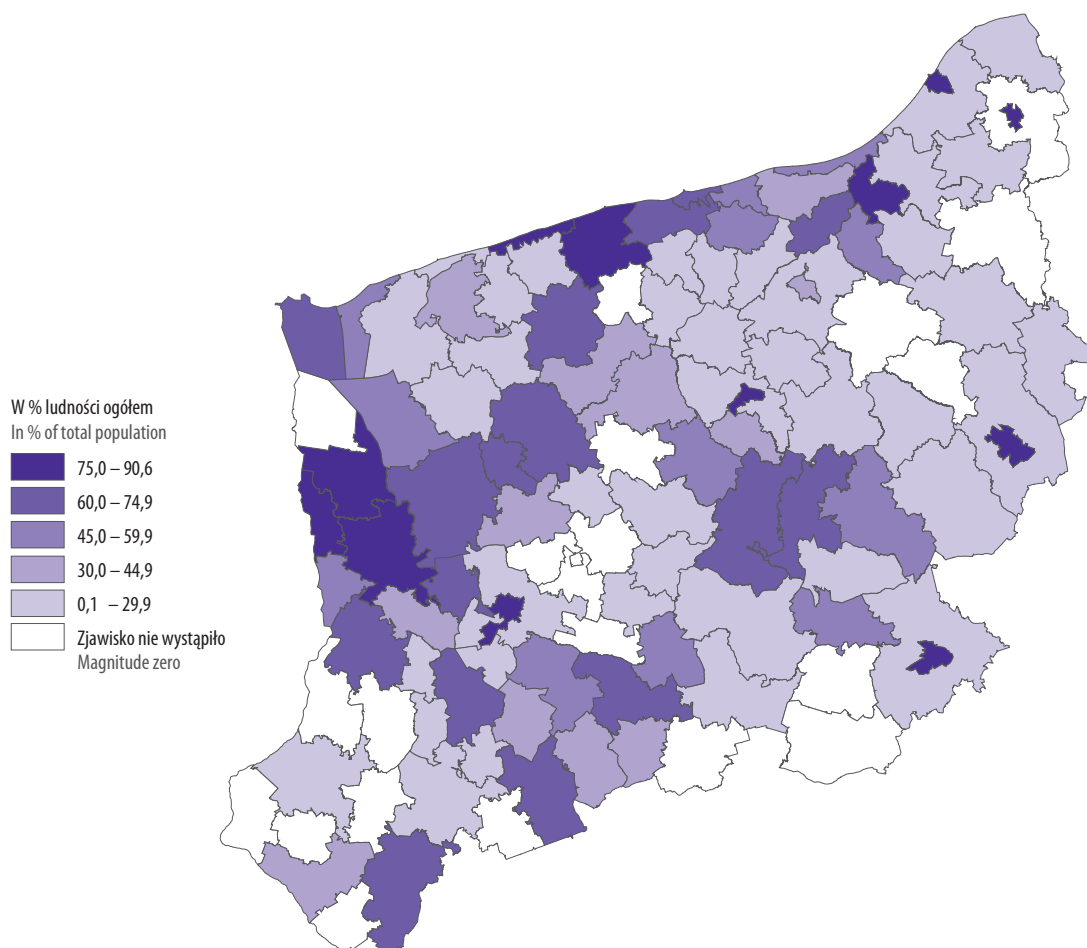 W % ludności ogółem
In % of total population
75,0 – 90,6
60,0 – 74,9
45,0 – 59,9
30,0 – 44,9
0,1 – 29,9
Zjawisko nie wystąpiło
Magnitude zero